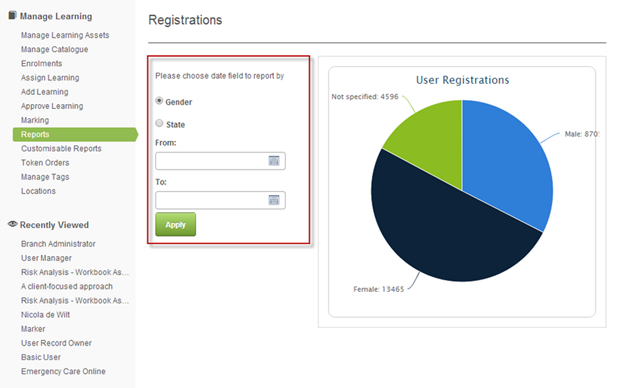 Manage Learning
Manage Learning Assets
Manage Catalogue
Enrolments
Assign Learning
Add Learning
Approve Learning
Marking
Reports
Customisable Reports
Token Orders
Manage Tags
Locations
Recently Viewed
Branch Administrator
User Manager
Risk Analysis - Workbook As...
A client-focused approach
Risk Analysis - Workbook As...
Nicola de Wilt
Marker
User Record Owner
Basic User
Emergency Care Online
Registrations
Please choose date field to report by
Gender
State
From:
To:
Apply
User Registrations
Not specified: 4596
Male: 870
Female: 13465